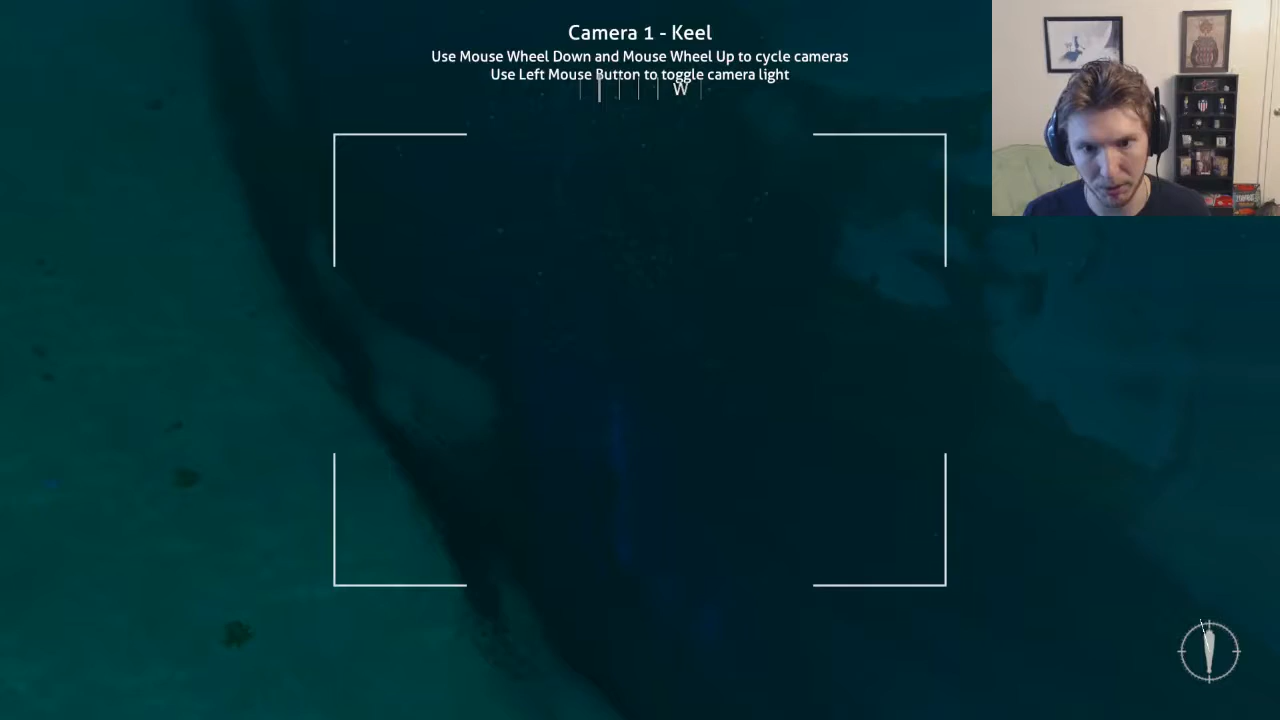 Camera 1 - Keel
Use Mouse Wheel Down and Mouse Wheel Up to cycle cameras
Use Left Mouse Button to toggle camera light
W